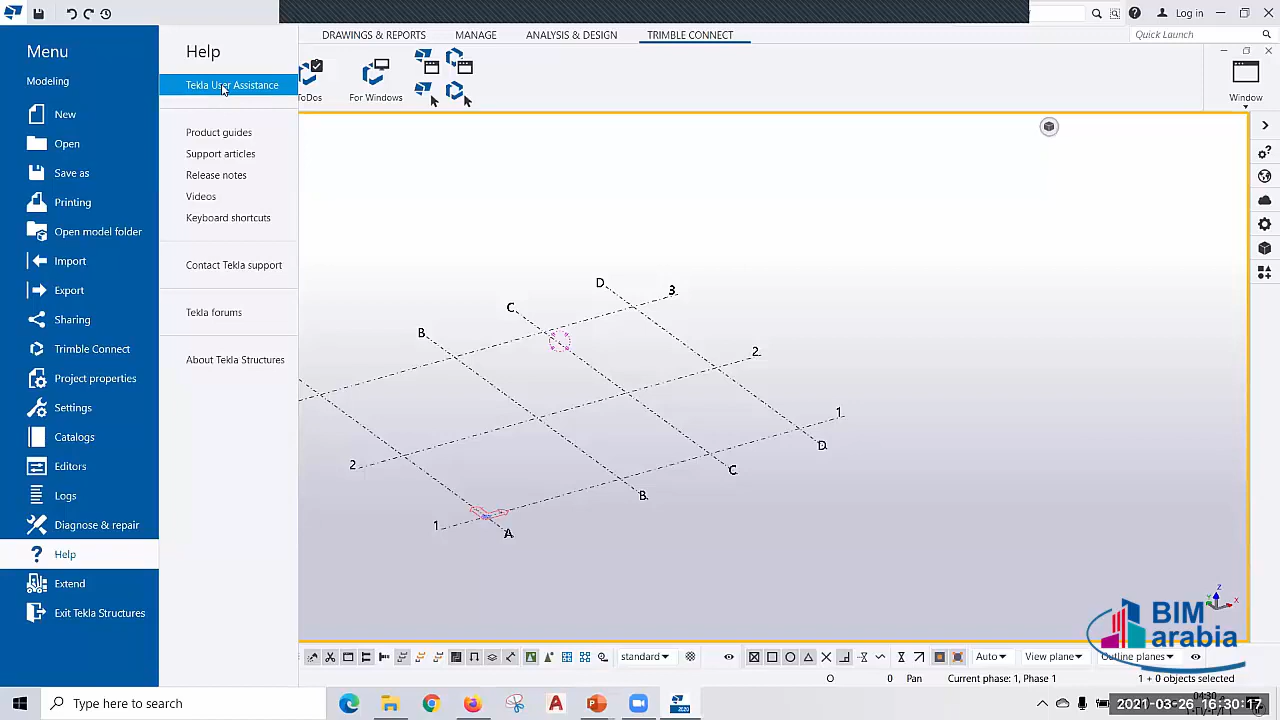 Log in
DRAWINGS & REPORTS
MANAGE
ANALYSIS & DESIGN
TRIMBLE CONNECT
Quick Launch
ToDos
For Windows
Window
Menu
Modeling
New
Open
Save as
Printing
Open model folder
Import
Export
Sharing
Trimble Connect
Project properties
Settings
Catalogs
Editors
Logs
Diagnose & repair
Help
Extend
Exit Tekla Structures
Help
Tekla User Assistance
Product guides
Support articles
Release notes
Videos
Keyboard shortcuts
Contact Tekla support
Tekla forums
About Tekla Structures
D
3
C
B
2
1
D
C
2
B
1
A
Z
X
BIM
arabia
standard
Auto
View plane
Outline planes
O
0
Pan
Current phase: 1, Phase 1
1 + 0 objects selected
Type here to search
2020
04:30
2021-03-26 16:30:17